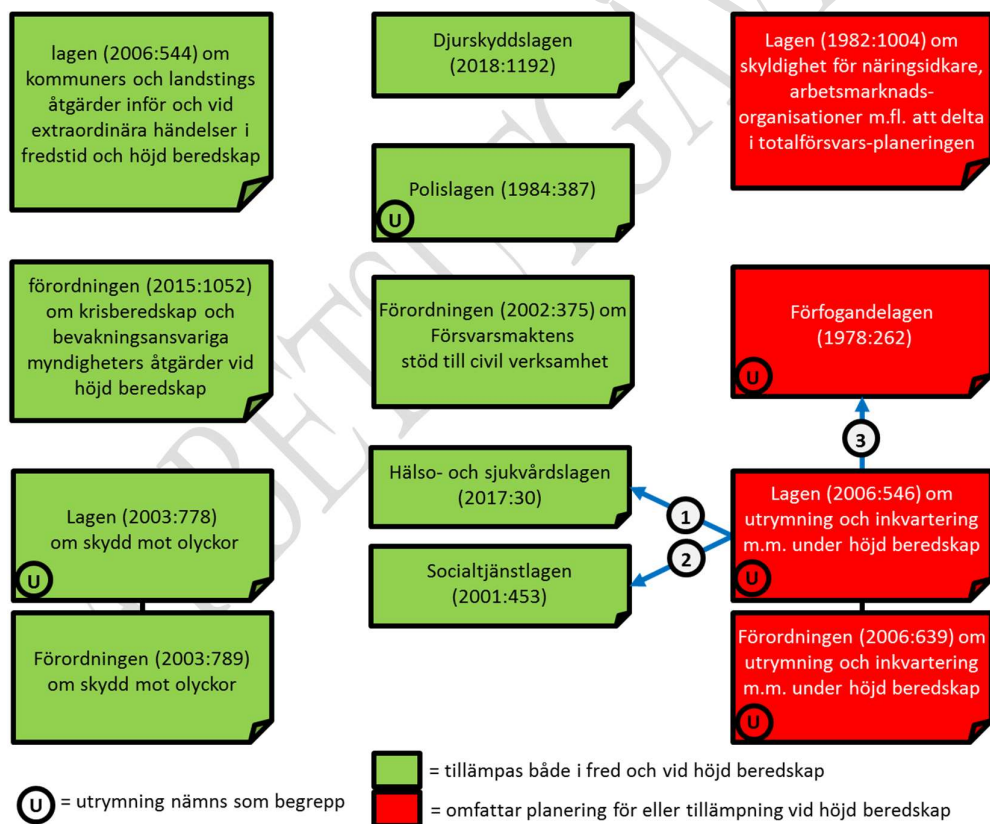 lagen (2006:544) om
kommuners och landstings
åtgärder inför och vid
extraordinära händelser i
fredstid och höjd beredskap
Djurskyddslagen
(2018:1192)
Lagen (1982:1004) om
skyldighet för näringsidkare,
arbetsmarknads-
organisationer m.fl. att delta
i totalförsvars-planeringen
Polislagen (1984:387)
U
förordningen (2015:1052)
om krisberedskap och
bevakningsansvariga
myndigheters åtgärder vid
höjd beredskap
Förordningen (2002:375) om
Försvarsmaktens
stöd till civil verksamhet
Förfogandelagen
(1978:262)
U
3
Lagen (2003:778)
om skydd mot olyckor
U
Hälso- och sjukvårdslagen
(2017:30)
1
2
Socialtjänstlagen
(2001:453)
Lagen (2006:546) om
utrymning och inkvartering
m.m. under höjd beredskap
U
Förordningen (2003:789)
om skydd mot olyckor
Förordningen (2006:639) om
utrymning och inkvartering
m.m. under höjd beredskap
U
U = utrymning nämns som begrepp
= tillämpas både i fred och vid höjd beredskap
= omfattar planering för eller tillämpning vid höjd beredskap